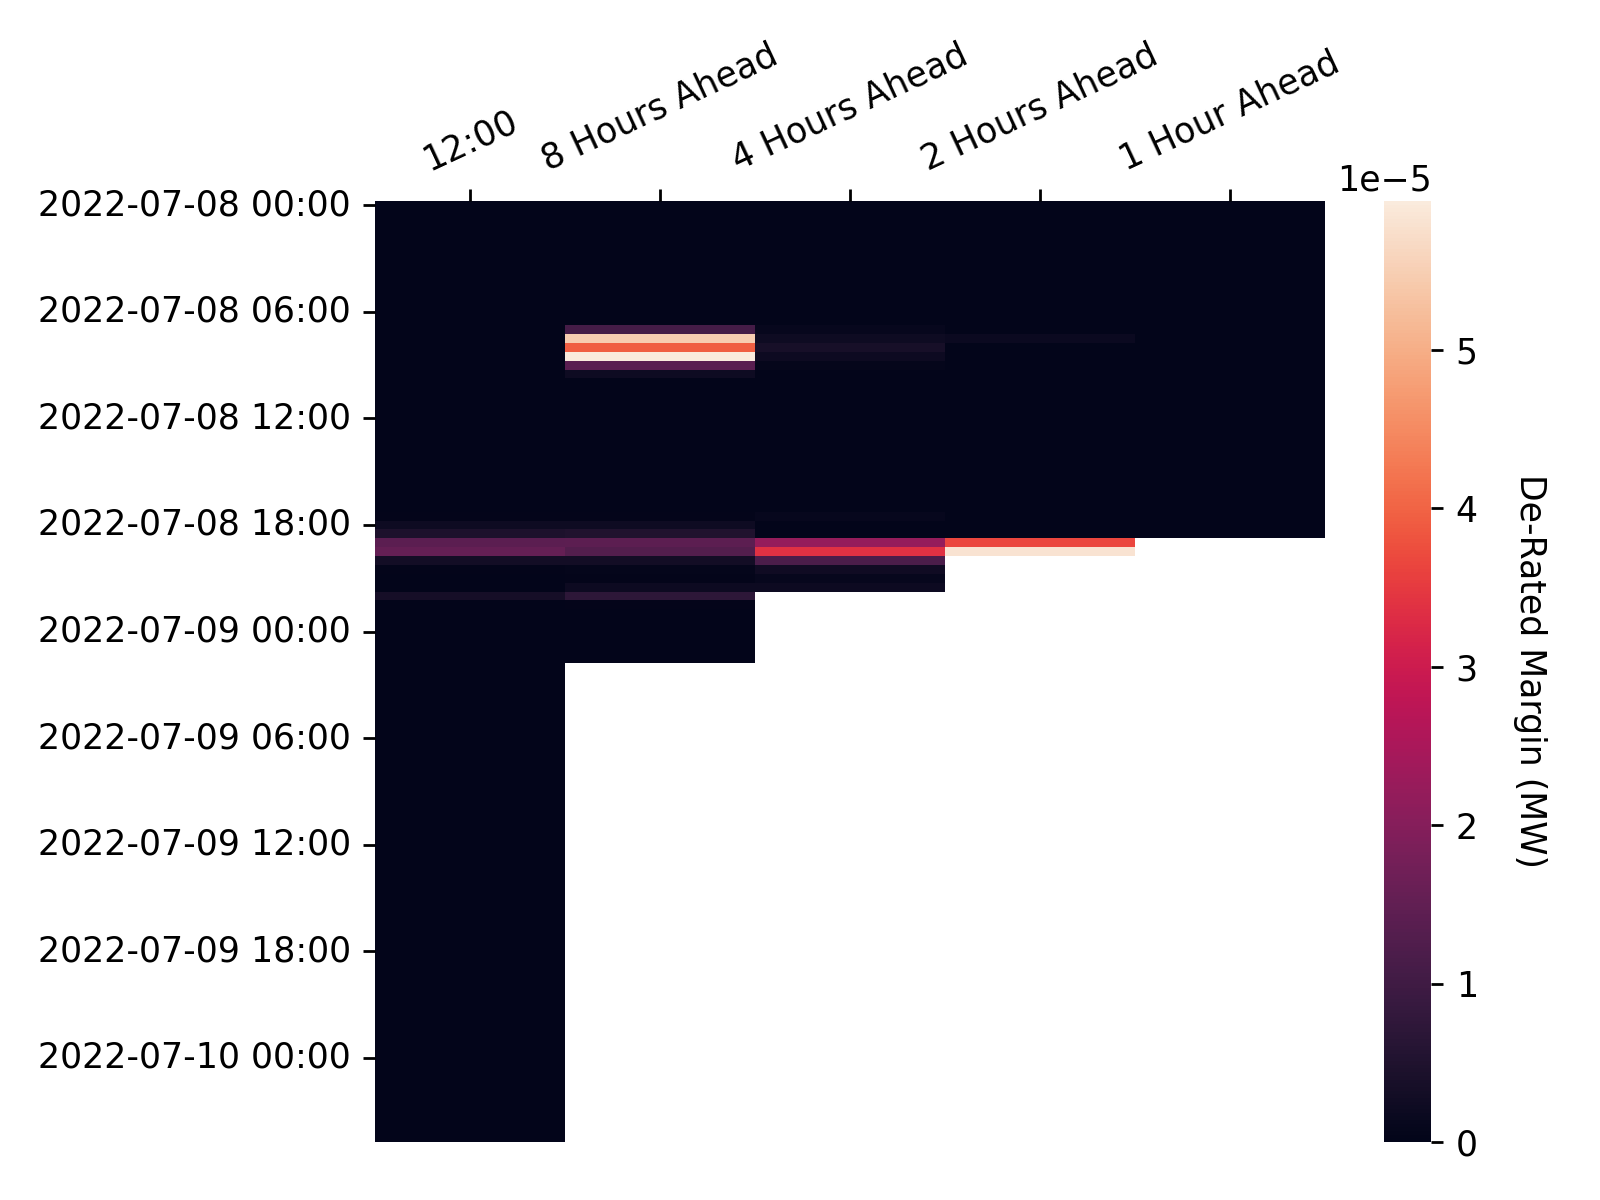 12:00
8 Hours Ahead
4 Hours Ahead
2 Hours Ahead
1 Hour Ahead
1e−5
2022-07-08 00:00
2022-07-08 06:00
2022-07-08 12:00
2022-07-08 18:00
2022-07-09 00:00
2022-07-09 06:00
2022-07-09 12:00
2022-07-09 18:00
2022-07-10 00:00
5
4
3
2
1
0
De-Rated Margin (MW)